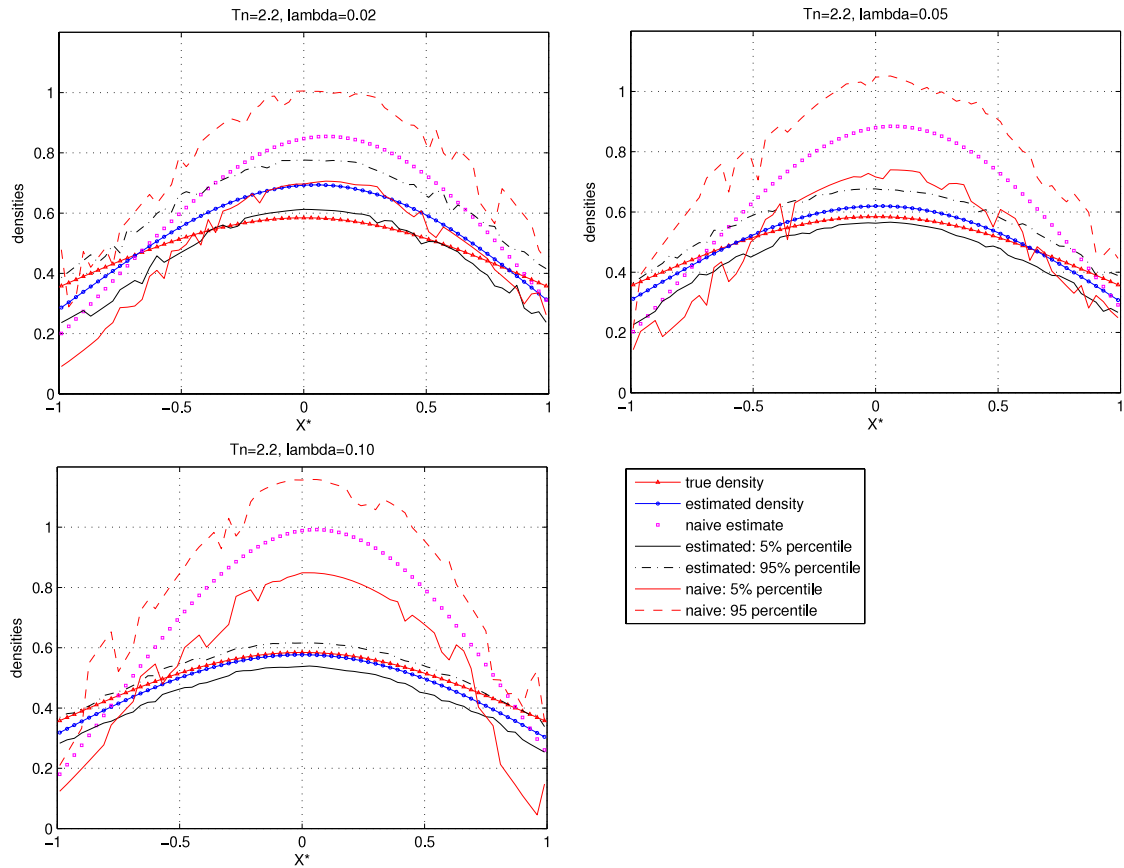 Tn=2.2, lambda=0.02
densities
1
0.8
0.6
0.4
0.2
0
−1
−0.5
0
0.5
1
X*
Tn=2.2, lambda=0.05
densities
1
0.8
0.6
0.4
0.2
0
−1
−0.5
0
0.5
1
X*
Tn=2.2, lambda=0.10
densities
1
0.8
0.6
0.4
0.2
0
−1
−0.5
0
0.5
1
X*
true density
estimated density
naive estimate
estimated: 5% percentile
estimated: 95% percentile
naive: 5% percentile
naive: 95 percentile